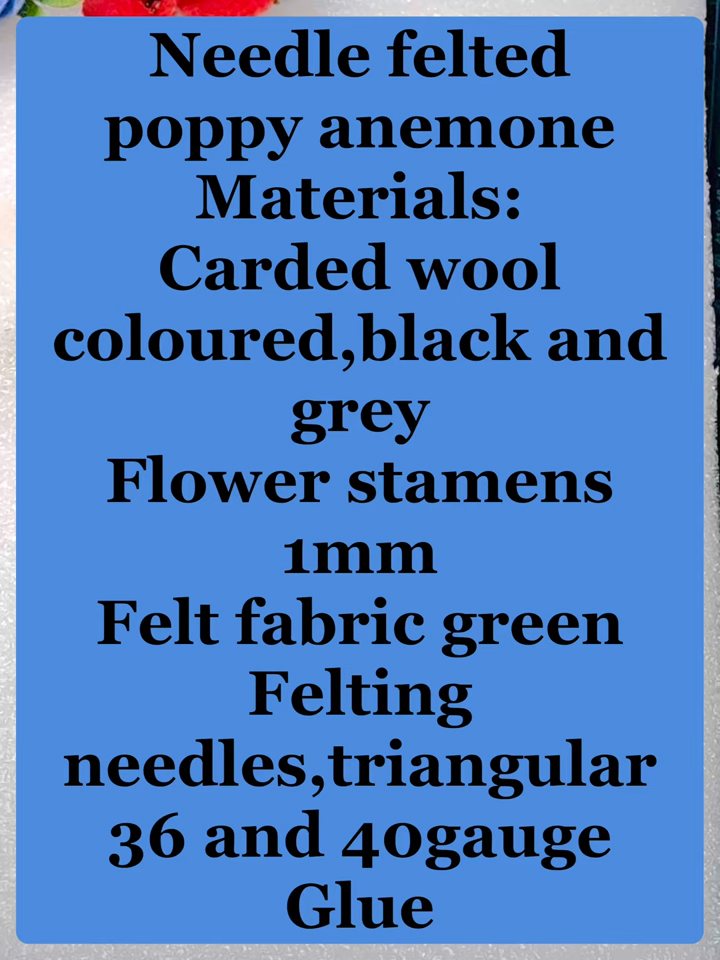 Needle felted
poppy anemone
Materials:
Carded wool
coloured,black and
grey
Flower stamens
1mm
Felt fabric green
Felting
needles,triangular
36 and 40gauge
Glue